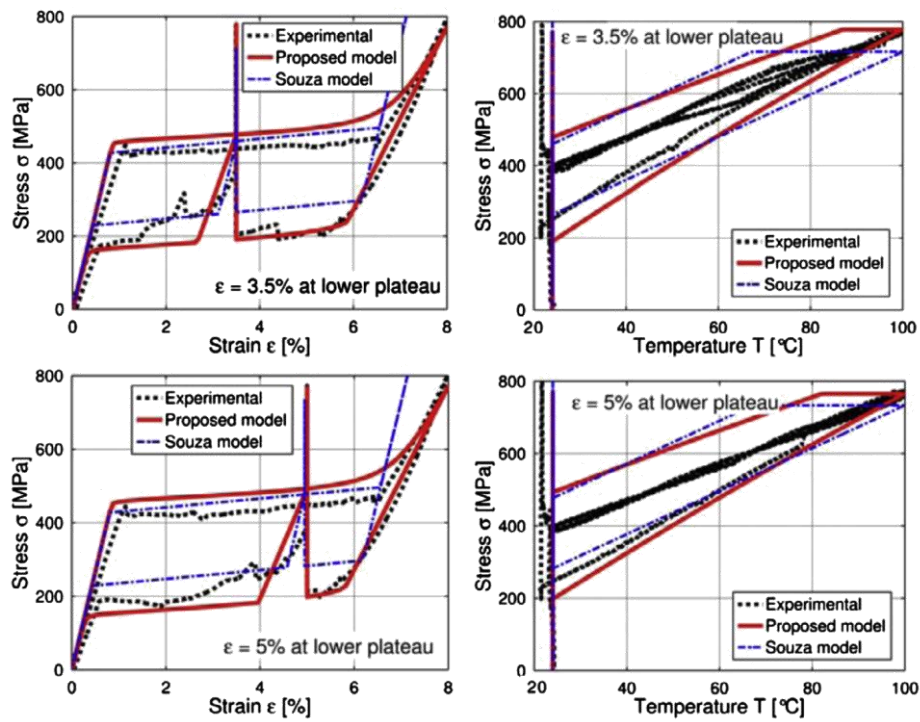 800
600
400
200
0
Stress σ [MPa]
Experimental
Proposed model
Souza model
ε = 3.5% at lower plateau
0 2 4 6 8
Strain ε [%]
800
600
400
200
0
Stress σ [MPa]
ε = 3.5% at lower plateau
Experimental
Proposed model
Souza model
20 40 60 80 100
Temperature T [°C]
800
600
400
200
0
Stress σ [MPa]
Experimental
Proposed model
Souza model
ε = 5% at lower plateau
0 2 4 6 8
Strain ε [%]
800
600
400
200
0
Stress σ [MPa]
ε = 5% at lower plateau
Experimental
Proposed model
Souza model
20 40 60 80 100
Temperature T [°C]